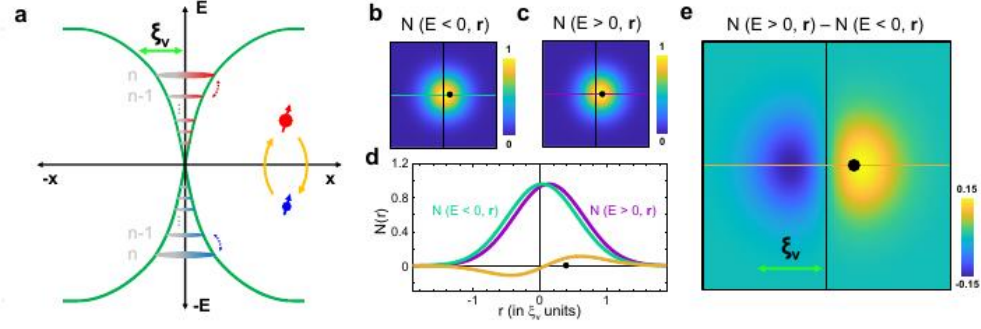 a
E
ξv
n
n-1
-x
x
n-1
n
-E
b
N (E < 0, r)
1
0
c
N (E > 0, r)
1
0
d
1.2
0.8
0.4
0
N(r)
N (E < 0, r)
N (E > 0, r)
-1
0
1
r (in ξv units)
e
N (E > 0, r) – N (E < 0, r)
ξv
0.15
-0.15